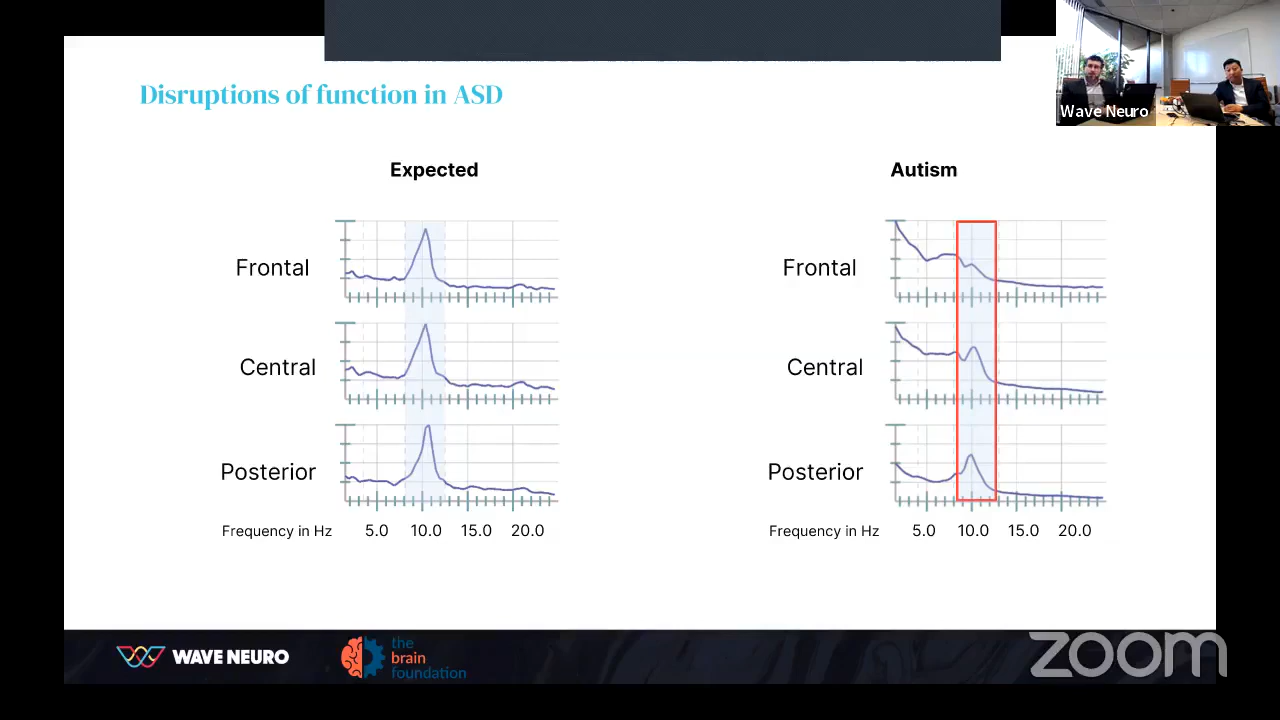 Wave Neuro
Disruptions of function in ASD
Expected
Autism
Frontal
Frontal
Central
Central
Posterior
Posterior
Frequency in Hz 5.0 10.0 15.0 20.0
Frequency in Hz 5.0 10.0 15.0 20.0
WAVE NEURO
the
brain
foundation
zoom